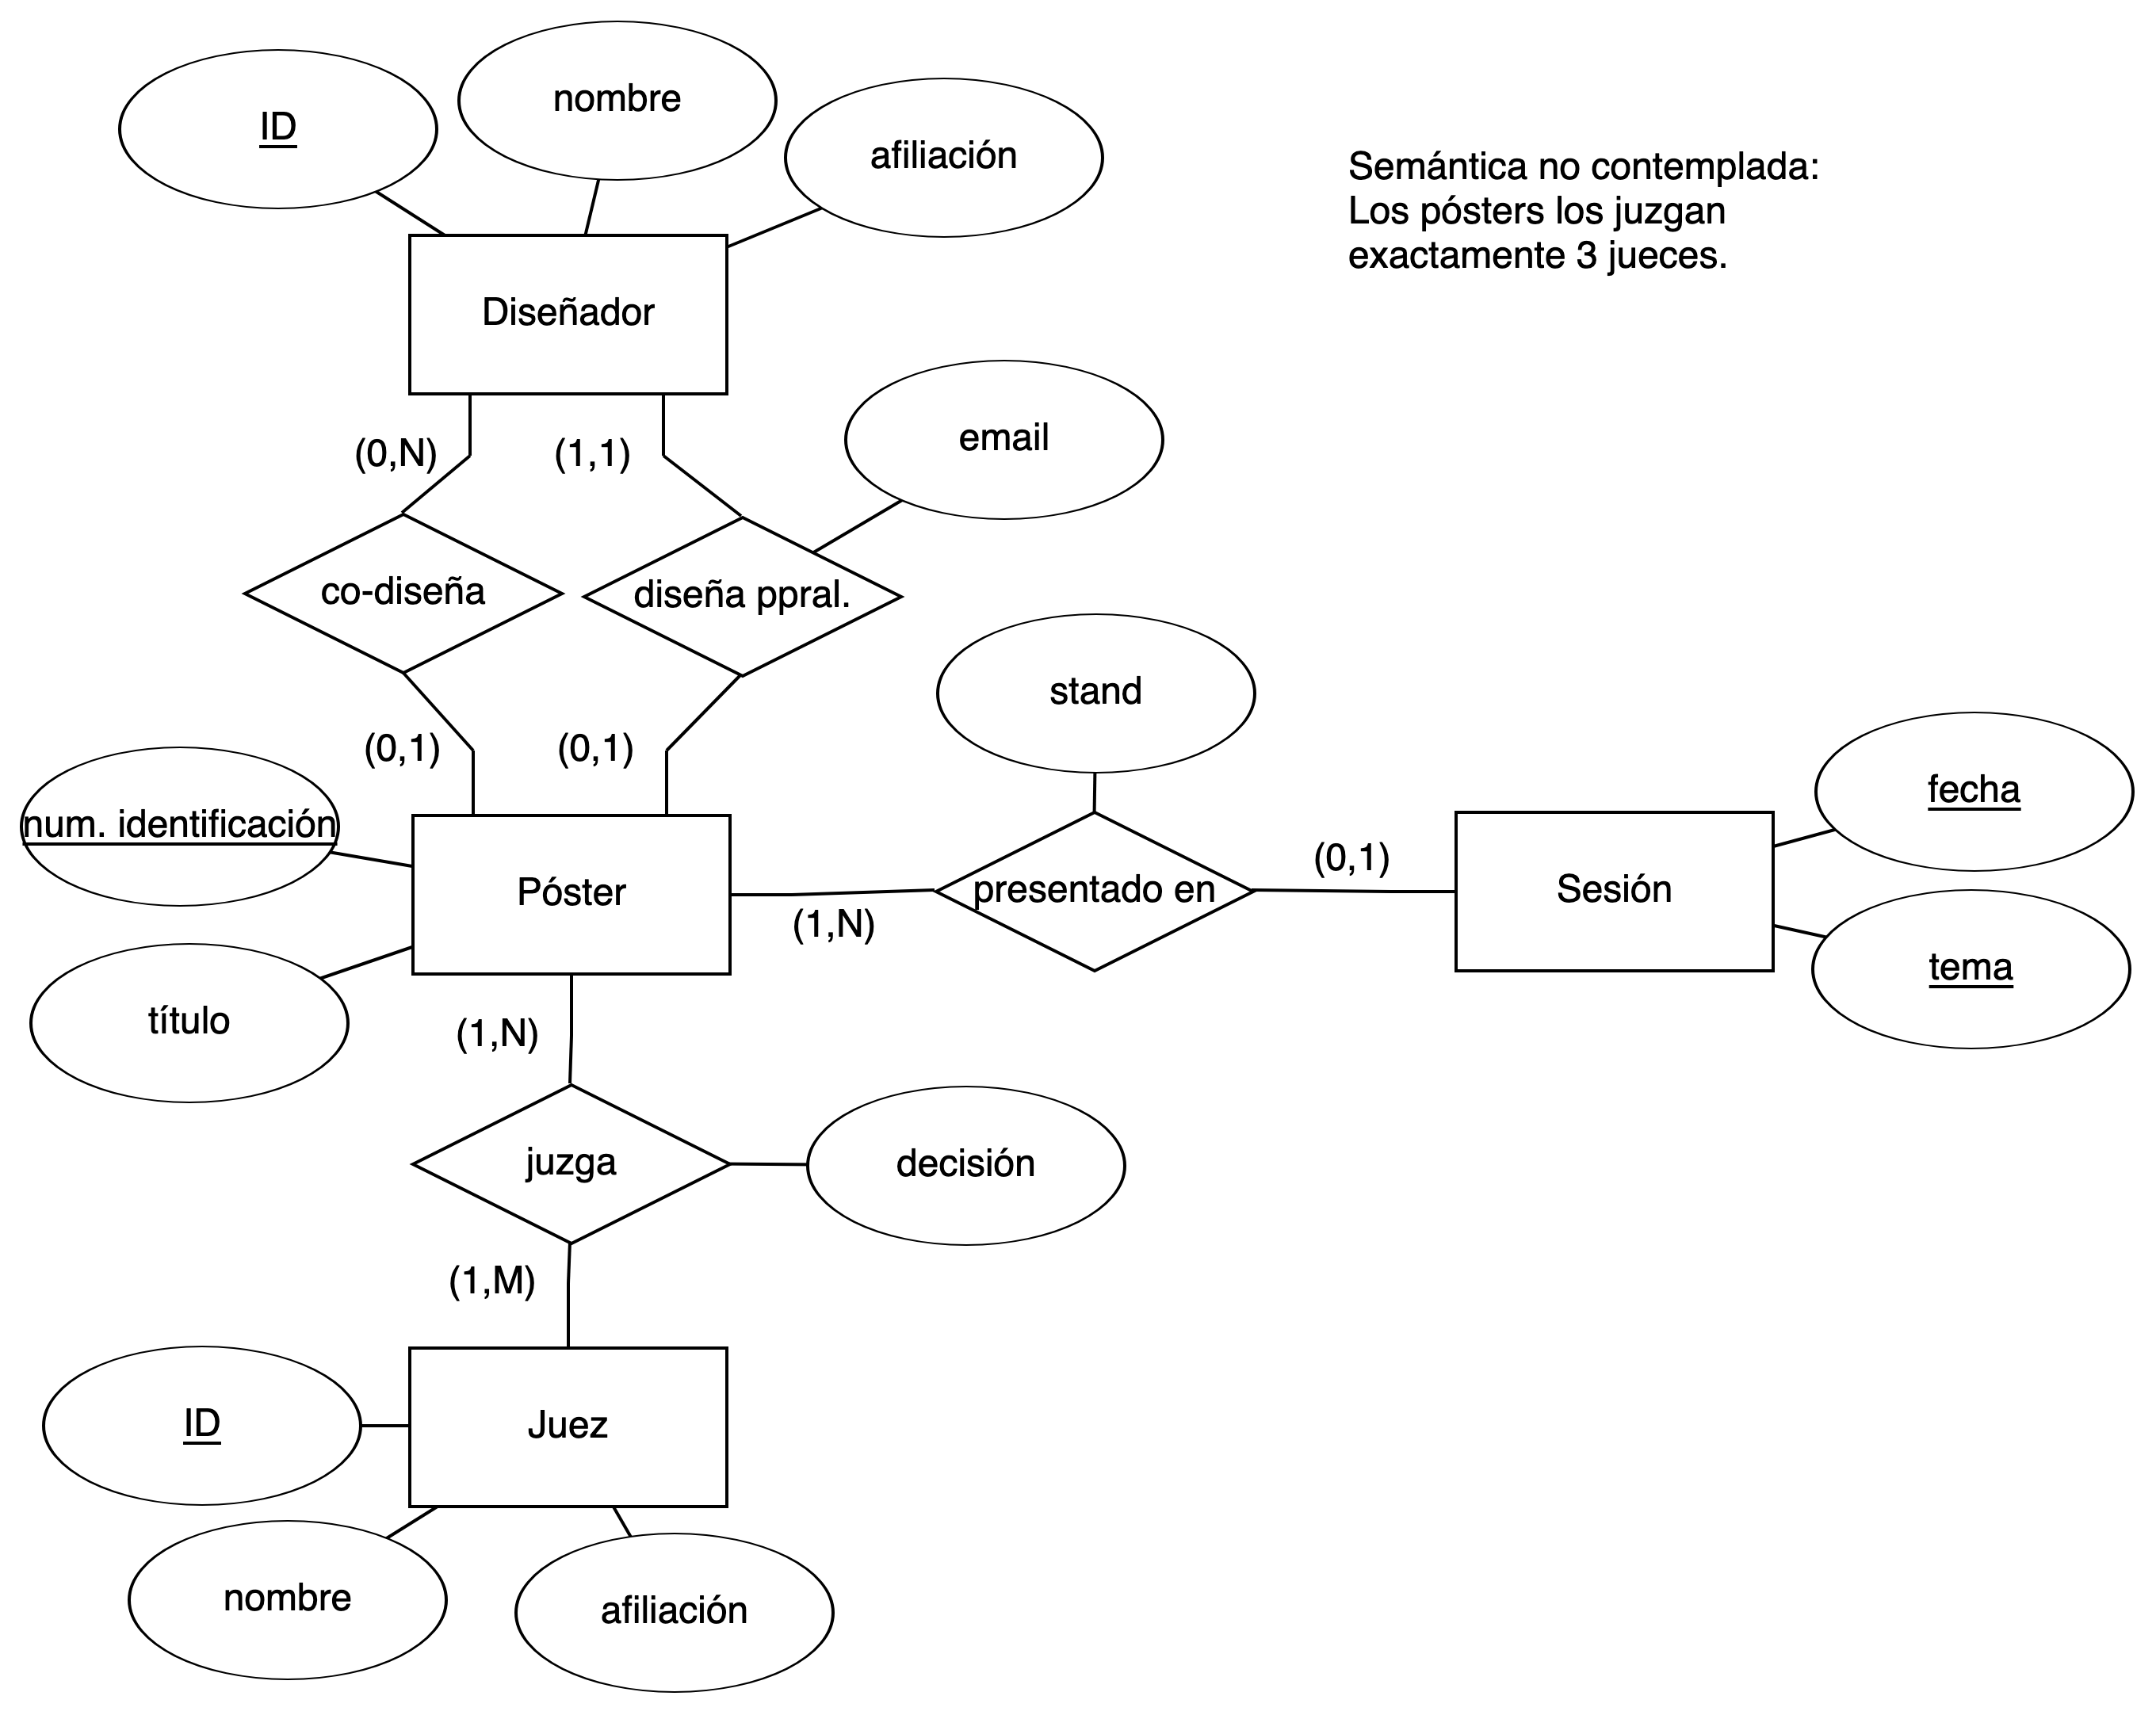 nombre
ID
afiliación
Semántica no contemplada:
Los pósters los juzgan
exactamente 3 jueces.
Diseñador
email
(0,N)
(1,1)
co-diseña
diseña ppral.
stand
(0,1)
(0,1)
fecha
num. identificación
(0,1)
Póster
presentado en
Sesión
(1,N)
tema
título
(1,N)
juzga
decisión
(1,M)
ID
Juez
nombre
afiliación